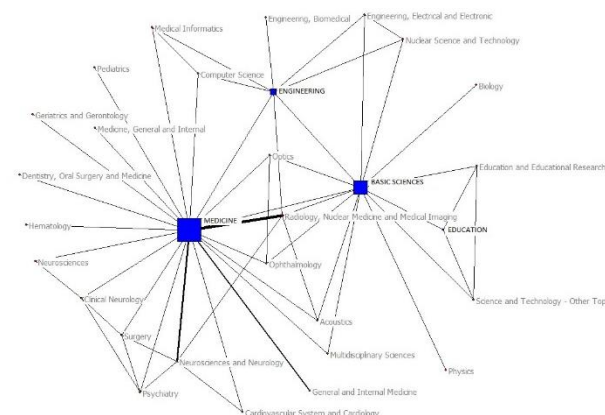 Engineering, Biomedical
Engineering, Electrical and Electronic
Medical Informatics
Nuclear Science and Technology
Pediatrics
Computer Science
Biology
ENGINEERING
Geriatrics and Gerontology
Medicine, General and Internal
Optics
Education and Educational Research
Dentistry, Oral Surgery and Medicine
BASIC SCIENCES
MEDICINE
Radiology, Nuclear Medicine and Medical Imaging
Hematology
EDUCATION
Neurosciences
Ophthalmology
Clinical Neurology
Science and Technology - Other Top
Acoustics
Surgery
Multidisciplinary Sciences
Neurosciences and Neurology
Physics
Psychiatry
General and Internal Medicine
Cardiovascular System and Cardiology